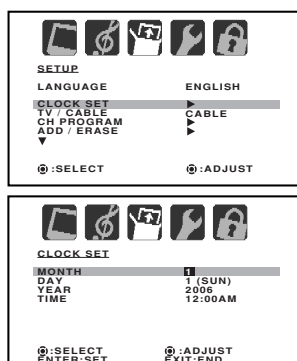 SETUP
LANGUAGE ENGLISH
CLOCK SET ▶
TV / CABLE CABLE
CH PROGRAM ▶
ADD / ERASE ▶
▼
:SELECT :ADJUST
CLOCK SET
MONTH 1
DAY 1 (SUN)
YEAR 2006
TIME 12:00AM
:SELECT :ADJUST
ENTER:SET EXIT:END